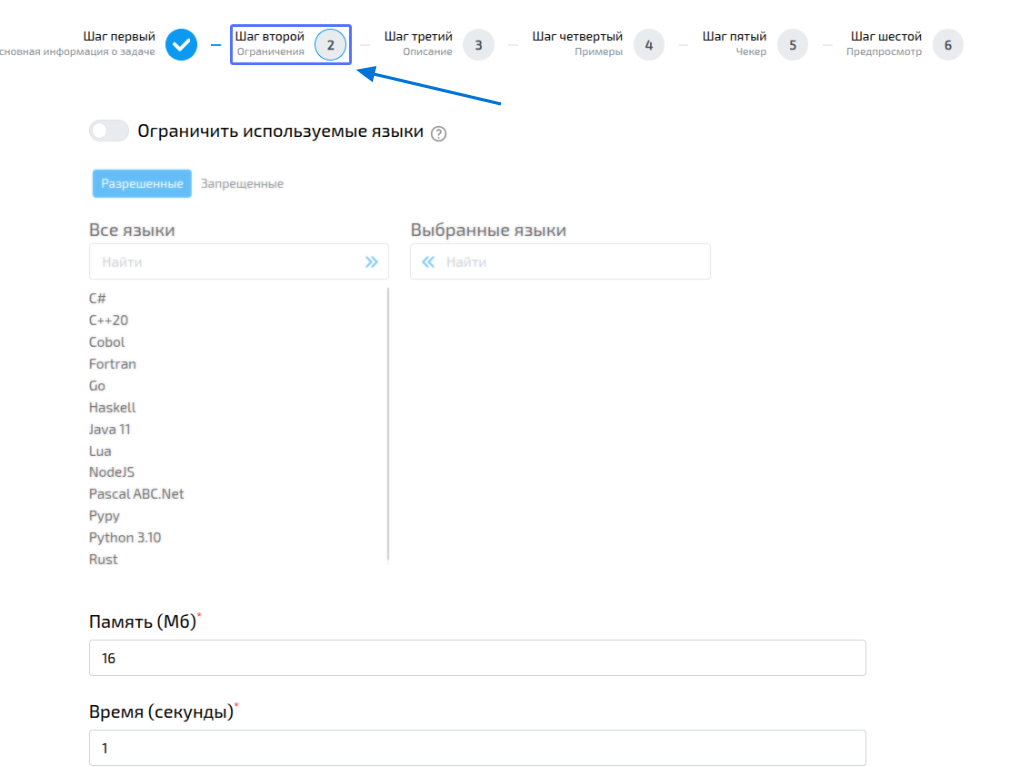 Шаг первый
сновная информация о задаче
Шаг второй
Ограничения
2
Шаг третий
Описание
3
Шаг четвертый
Примеры
4
Шаг пятый
Чекер
5
Шаг шестой
Предпросмотр
6
Ограничить используемые языки ?
Разрешенные Запрещенные
Все языки
Выбранные языки
Найти
Найти
C#
C++20
Cobol
Fortran
Go
Haskell
Java 11
Lua
NodeJS
Pascal ABC.Net
Pypy
Python 3.10
Rust
Память (Мб)*
16
Время (секунды)*
1